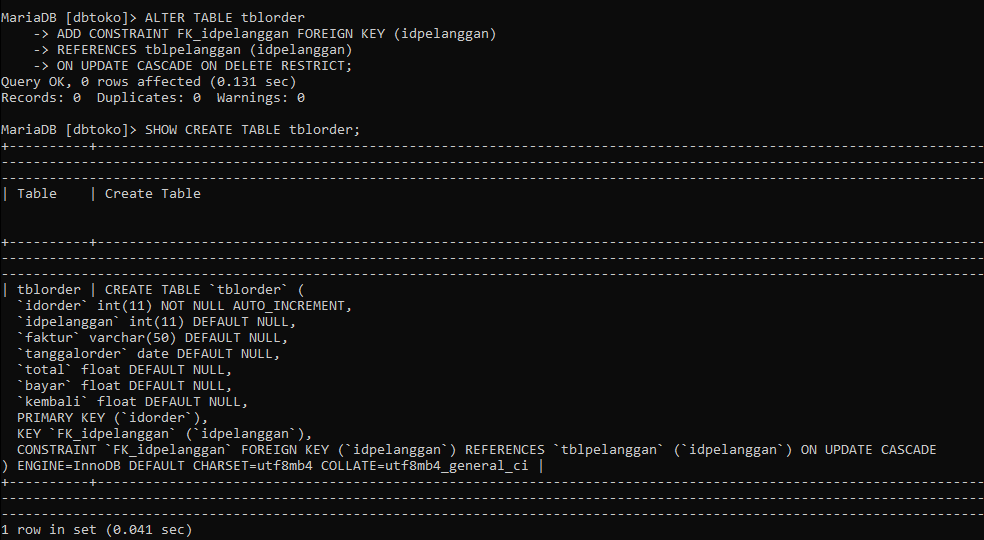 MariaDB [dbtoko]> ALTER TABLE tblorder
    -> ADD CONSTRAINT FK_idpelanggan FOREIGN KEY (idpelanggan)
    -> REFERENCES tblpelanggan (idpelanggan)
    -> ON UPDATE CASCADE ON DELETE RESTRICT;
Query OK, 0 rows affected (0.131 sec)
Records: 0  Duplicates: 0  Warnings: 0

MariaDB [dbtoko]> SHOW CREATE TABLE tblorder;
+----------+---------------------------------------------------------------------------------------------------------------
---------------------------------------------------------------------------------------------------------------------------
---------------------------------------------------------------------------------------------------------------------------
| Table    | Create Table
+----------+---------------------------------------------------------------------------------------------------------------
---------------------------------------------------------------------------------------------------------------------------
---------------------------------------------------------------------------------------------------------------------------
| tblorder | CREATE TABLE `tblorder` (
  `idorder` int(11) NOT NULL AUTO_INCREMENT,
  `idpelanggan` int(11) DEFAULT NULL,
  `faktur` varchar(50) DEFAULT NULL,
  `tanggalorder` date DEFAULT NULL,
  `total` float DEFAULT NULL,
  `bayar` float DEFAULT NULL,
  `kembali` float DEFAULT NULL,
  PRIMARY KEY (`idorder`),
  KEY `FK_idpelanggan` (`idpelanggan`),
  CONSTRAINT `FK_idpelanggan` FOREIGN KEY (`idpelanggan`) REFERENCES `tblpelanggan` (`idpelanggan`) ON UPDATE CASCADE
) ENGINE=InnoDB DEFAULT CHARSET=utf8mb4 COLLATE=utf8mb4_general_ci |
+----------+---------------------------------------------------------------------------------------------------------------
---------------------------------------------------------------------------------------------------------------------------
---------------------------------------------------------------------------------------------------------------------------
1 row in set (0.041 sec)